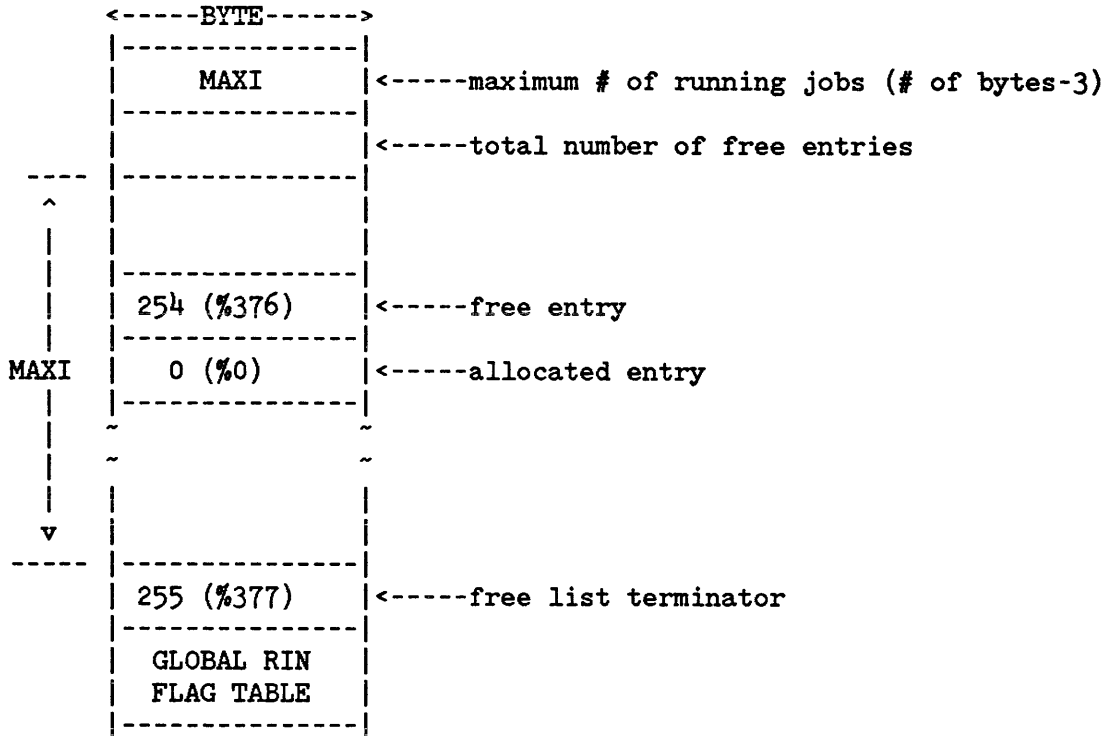 <-----BYTE------>
MAXI <-----maximum # of running jobs (# of bytes-3)
<-----total number of free entries
254 (%376) <-----free entry
MAXI 0 (%0) <-----allocated entry
255 (%377) <-----free list terminator
GLOBAL RIN
FLAG TABLE